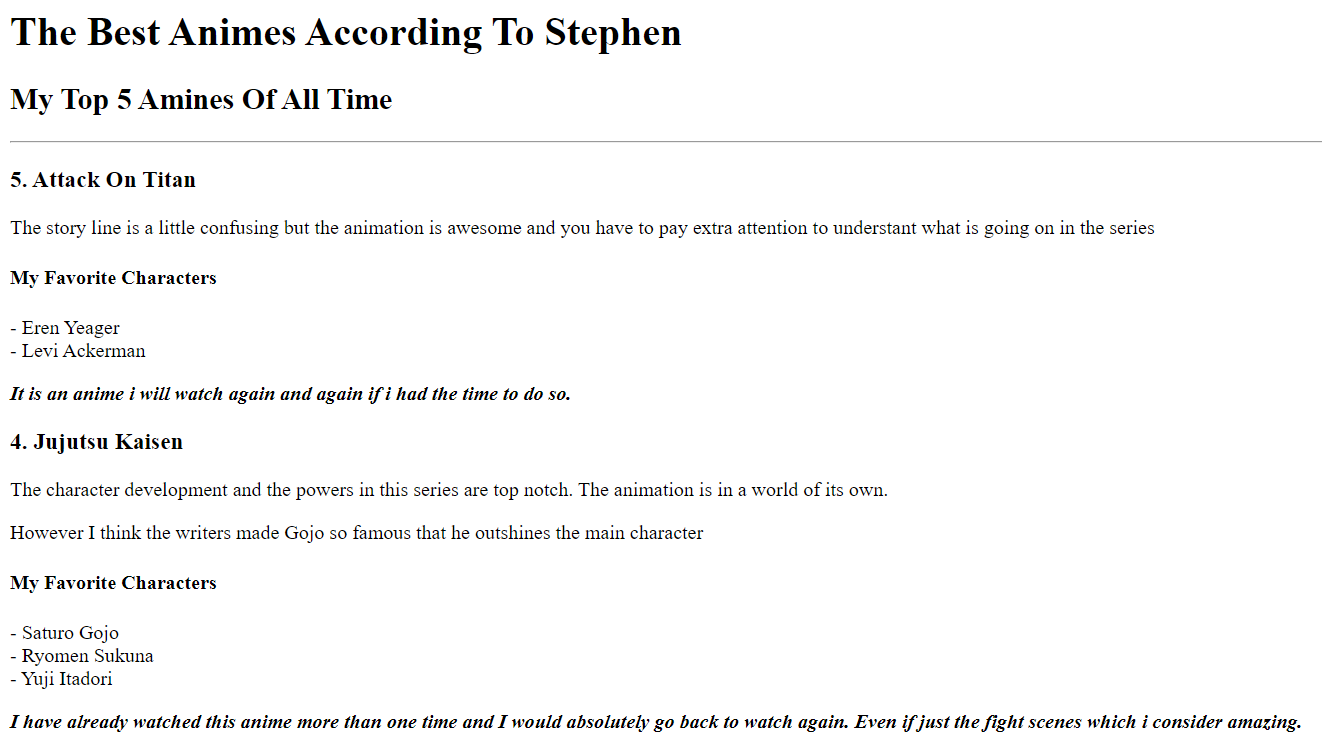 The Best Animes According To Stephen
My Top 5 Amines Of All Time
5. Attack On Titan
The story line is a little confusing but the animation is awesome and you have to pay extra attention to understant what is going on in the series
My Favorite Characters
- Eren Yeager
- Levi Ackerman
It is an anime i will watch again and again if i had the time to do so.
4. Jujutsu Kaisen
The character development and the powers in this series are top notch. The animation is in a world of its own.
However I think the writers made Gojo so famous that he outshines the main character
My Favorite Characters
- Saturo Gojo
- Ryomen Sukuna
- Yuji Itadori
I have already watched this anime more than one time and I would absolutely go back to watch again. Even if just the fight scenes which i consider amazing.